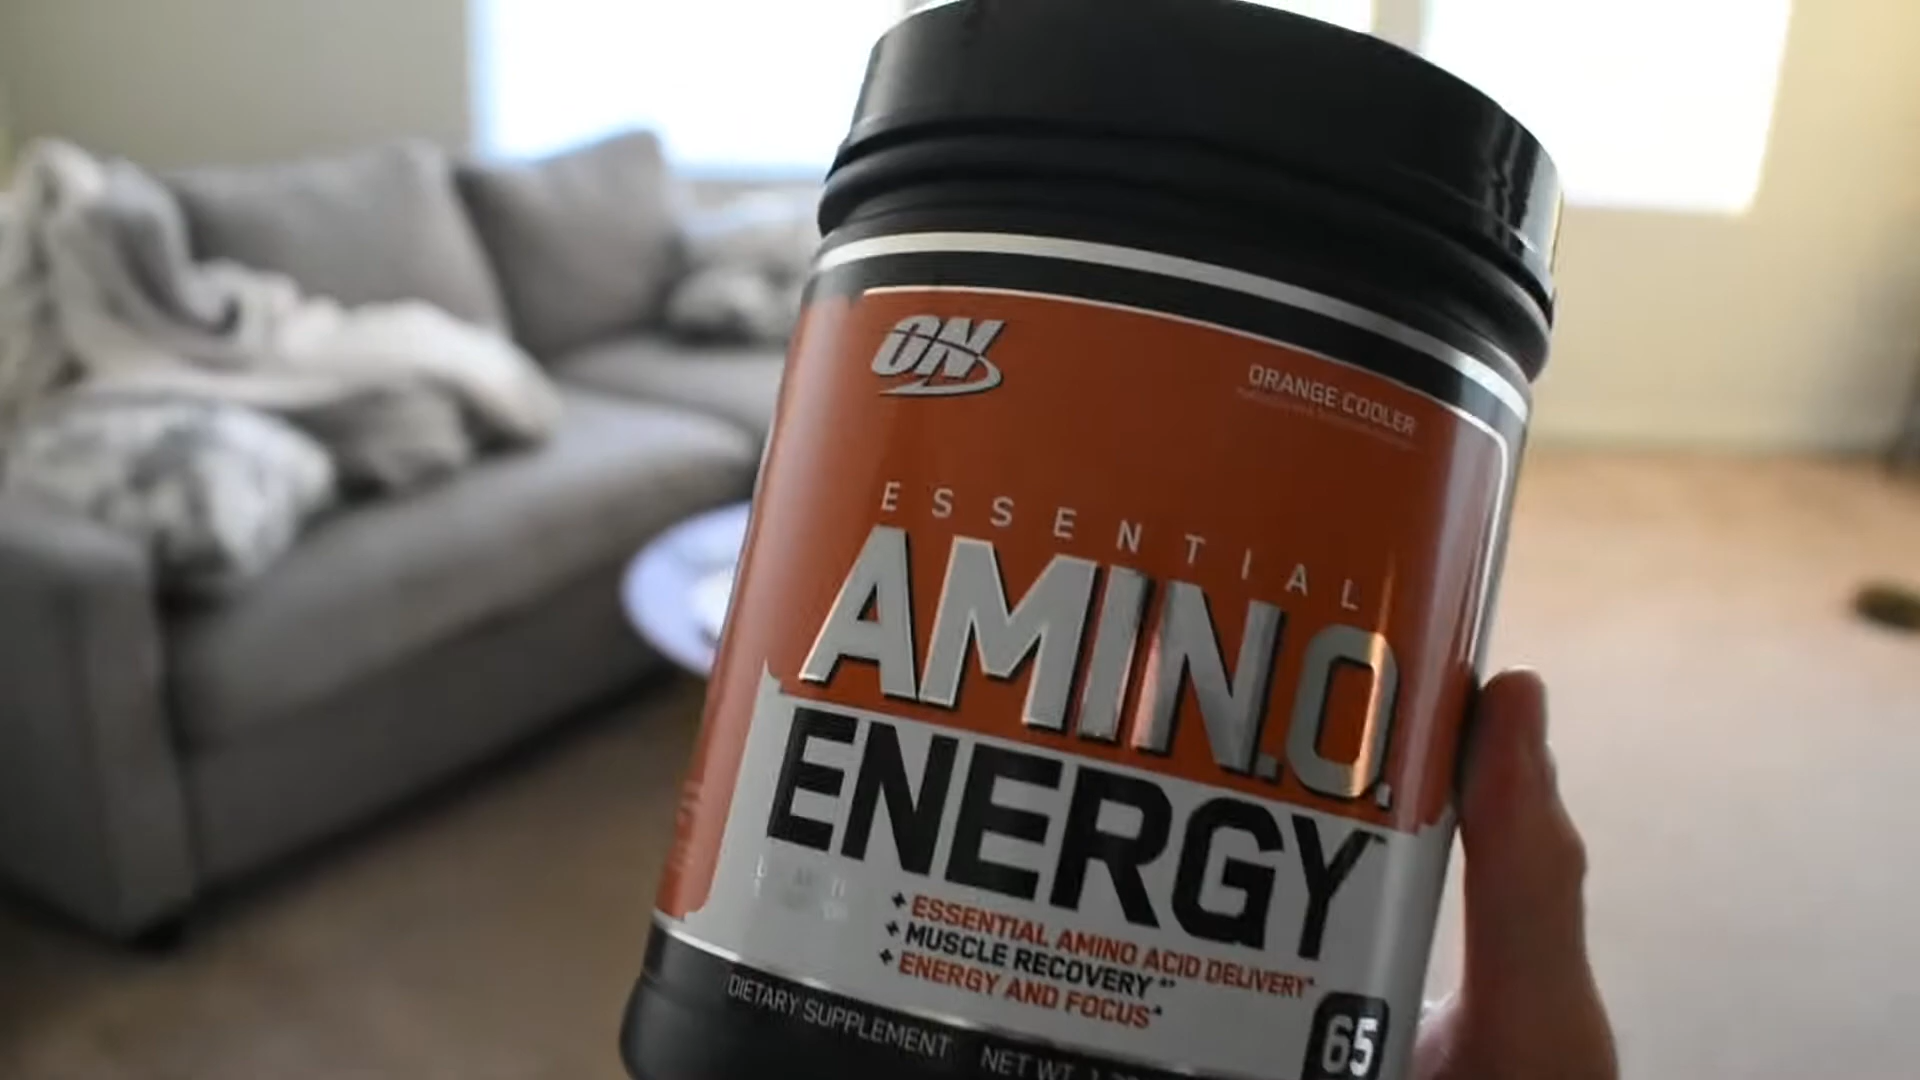 ON
ORANGE COOLER
ESSENTIAL
AMIN.O.
ENERGY
+ ESSENTIAL AMINO ACID DELIVERY*
+ MUSCLE RECOVERY**
+ ENERGY AND FOCUS^
DIETARY SUPPLEMENT NET WT.
65